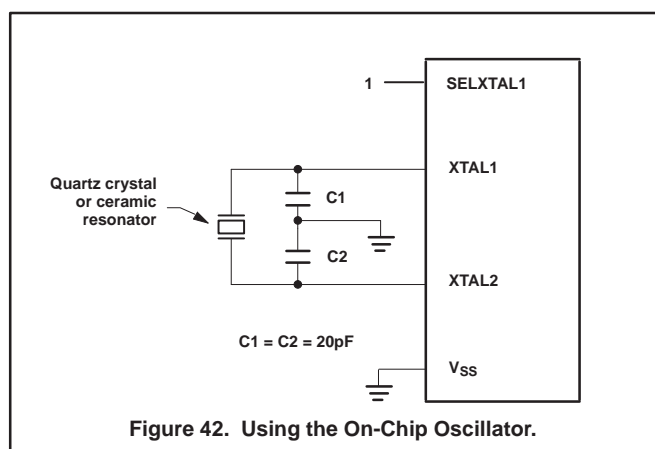 1
SELXTAL1
Quartz crystal
or ceramic
resonator
XTAL1
C1
C2
XTAL2
C1 = C2 = 20pF
VSS
Figure 42. Using the On-Chip Oscillator.